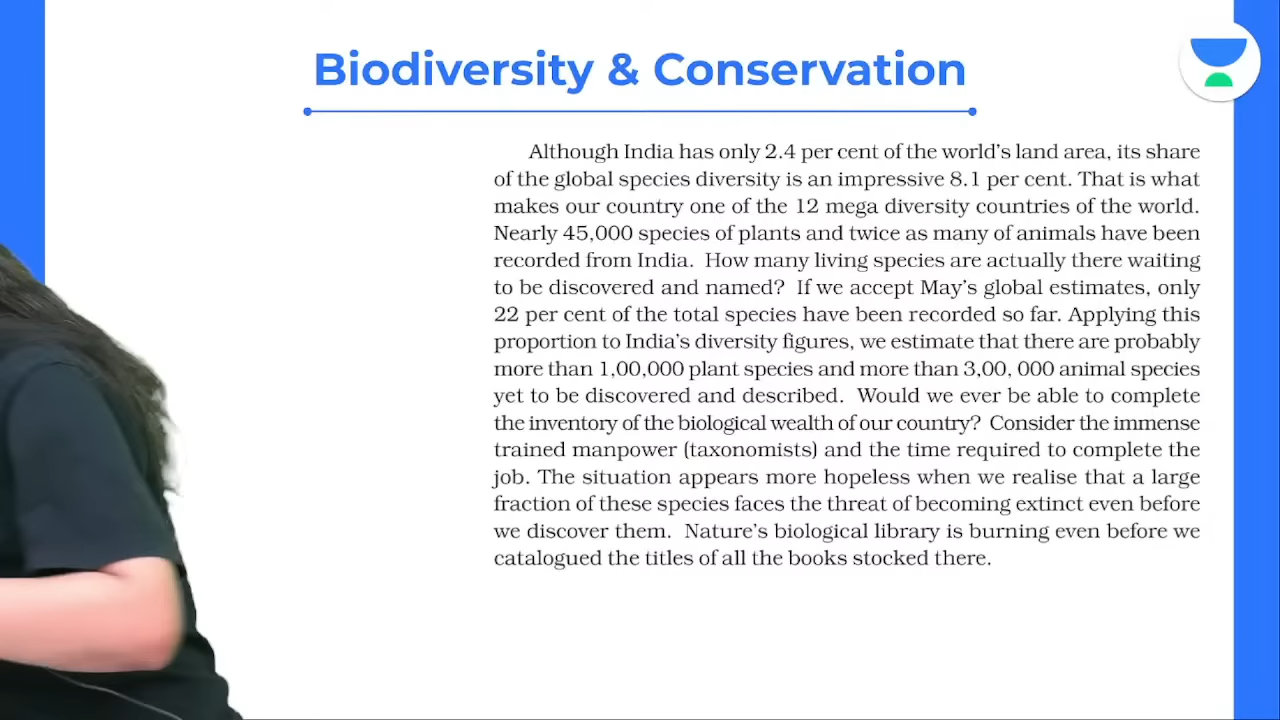 Biodiversity & Conservation
Although India has only 2.4 per cent of the world's land area, its share
of the global species diversity is an impressive 8.1 per cent. That is what
makes our country one of the 12 mega diversity countries of the world.
Nearly 45,000 species of plants and twice as many of animals have been
recorded from India. How many living species are actually there waiting
to be discovered and named? If we accept May's global estimates, only
22 per cent of the total species have been recorded so far. Applying this
proportion to India's diversity figures, we estimate that there are probably
more than 1,00,000 plant species and more than 3,00, 000 animal species
yet to be discovered and described. Would we ever be able to complete
the inventory of the biological wealth of our country? Consider the immense
trained manpower (taxonomists) and the time required to complete the
job. The situation appears more hopeless when we realise that a large
fraction of these species faces the threat of becoming extinct even before
we discover them. Nature's biological library is burning even before we
catalogued the titles of all the books stocked there.